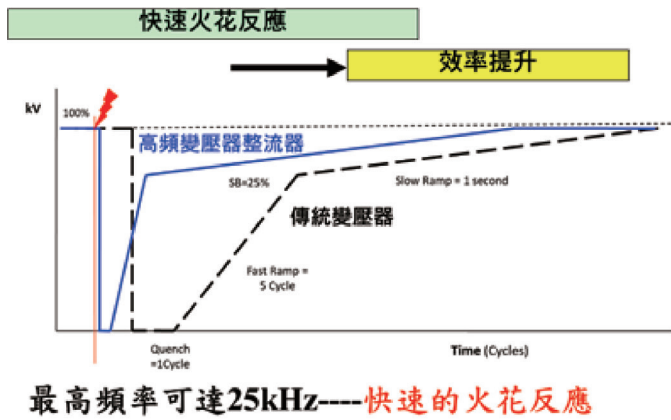 快速火花反應
效率提升
kV
100%
高頻變壓器整流器
SB=25%
Slow Ramp = 1 second
傳統變壓器
Fast Ramp =
5 Cycle
Quench
=1Cycle
Time (Cycles)
最高頻率可達25kHz----快速的火花反應